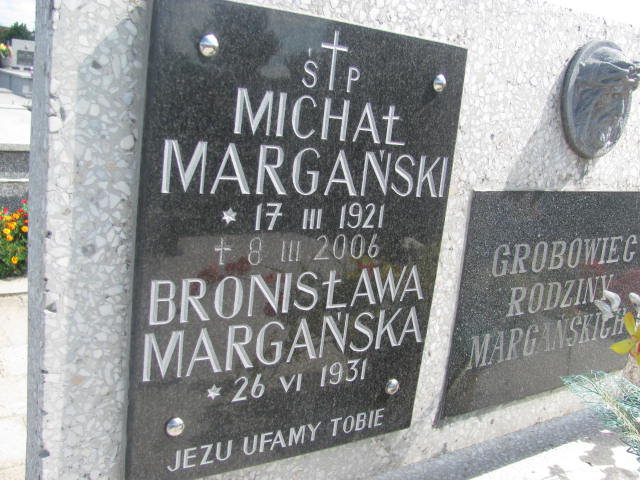 Ś P
MICHAŁ
MARGAŃSKI
* 17 III 1921
+ 8 III 2006
BRONISŁAWA
MARGAŃSKA
* 26 VI 1931
JEZU UFAMY TOBIE
GROBOWIEC
RODZINY
MARGAŃSKICH